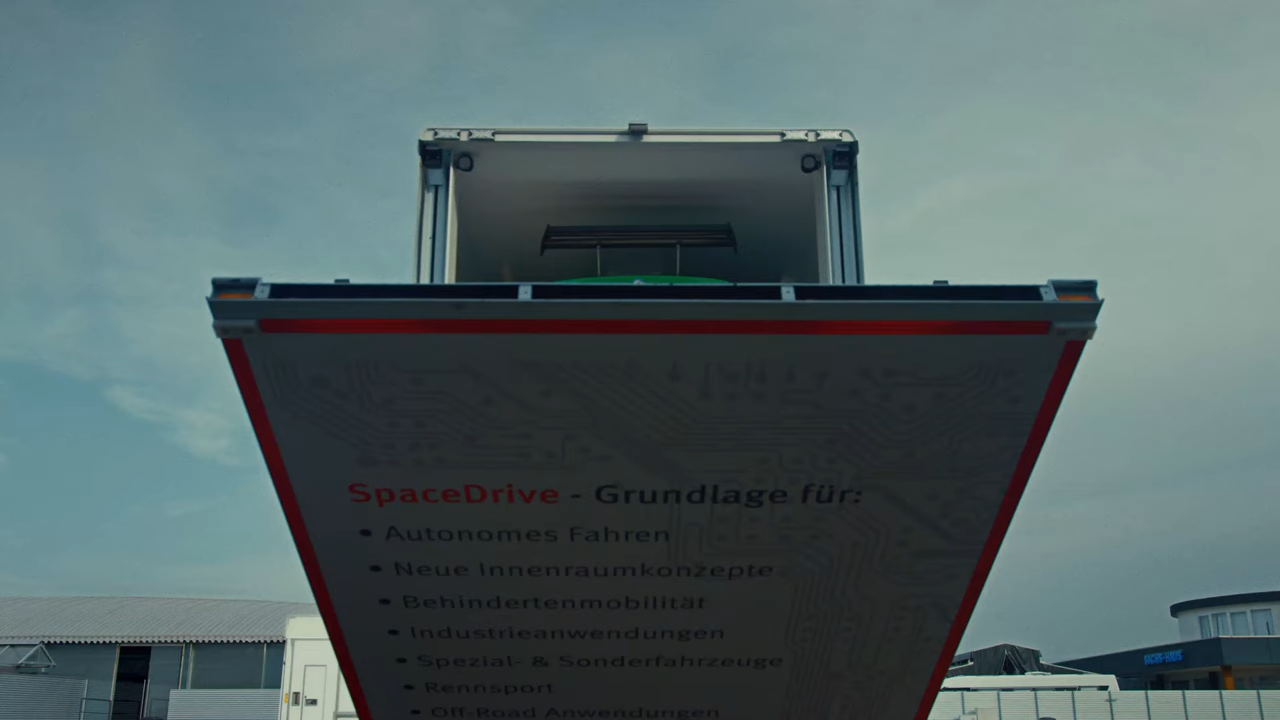 SpaceDrive - Grundlage für:
• Autonomes Fahren
• Neue Innenraumkonzepte
• Behindertenmobilität
• Industrieanwendungen
• Spezial- & Sonderfahrzeuge
• Rennsport
• Off-Road Anwendungen